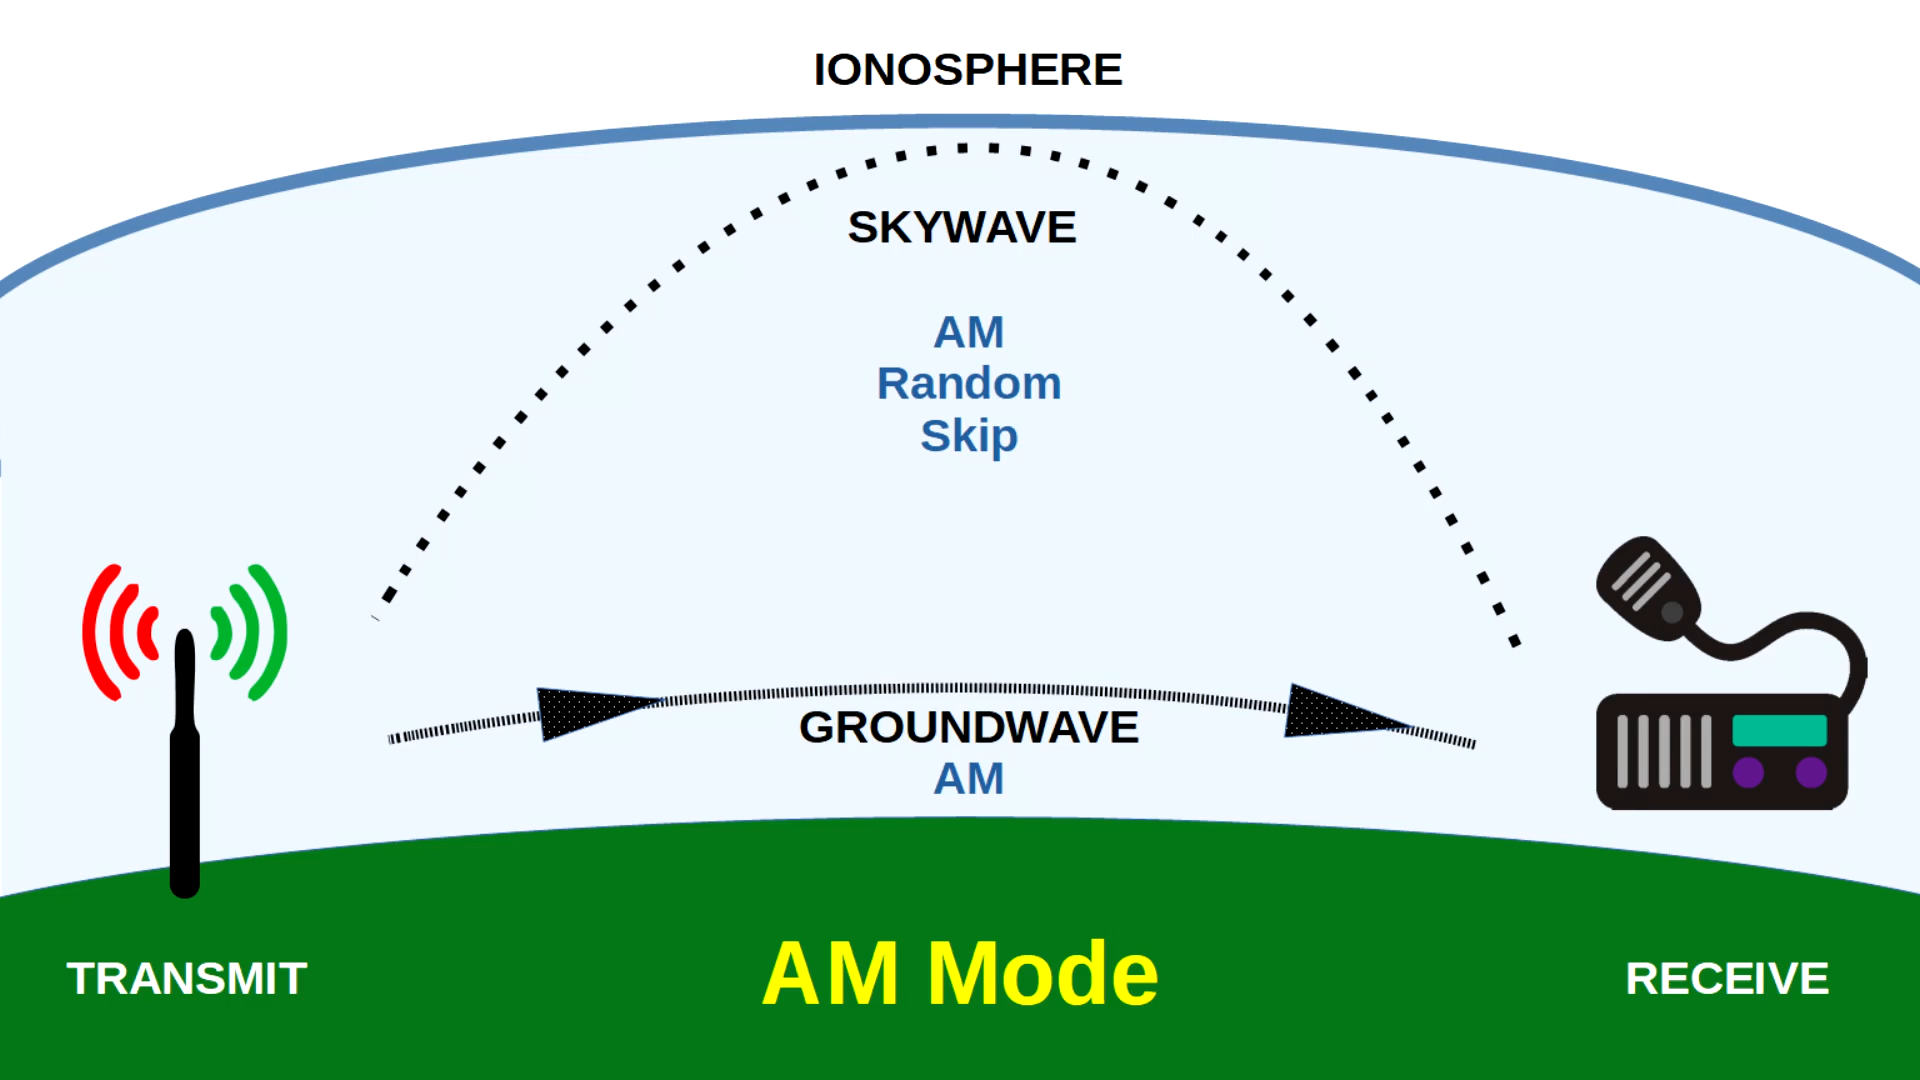 IONOSPHERE
SKYWAVE
AM
Random
Skip
GROUNDWAVE
AM
TRANSMIT
AM Mode
RECEIVE